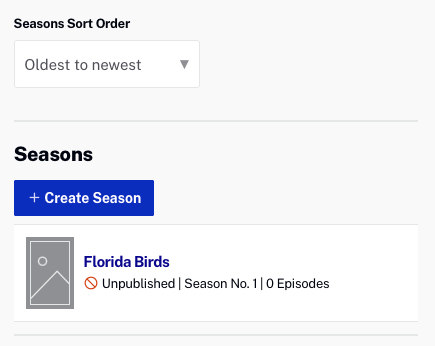 Seasons Sort Order
Oldest to newest
Seasons
+ Create Season
Florida Birds
Unpublished | Season No. 1 | 0 Episodes